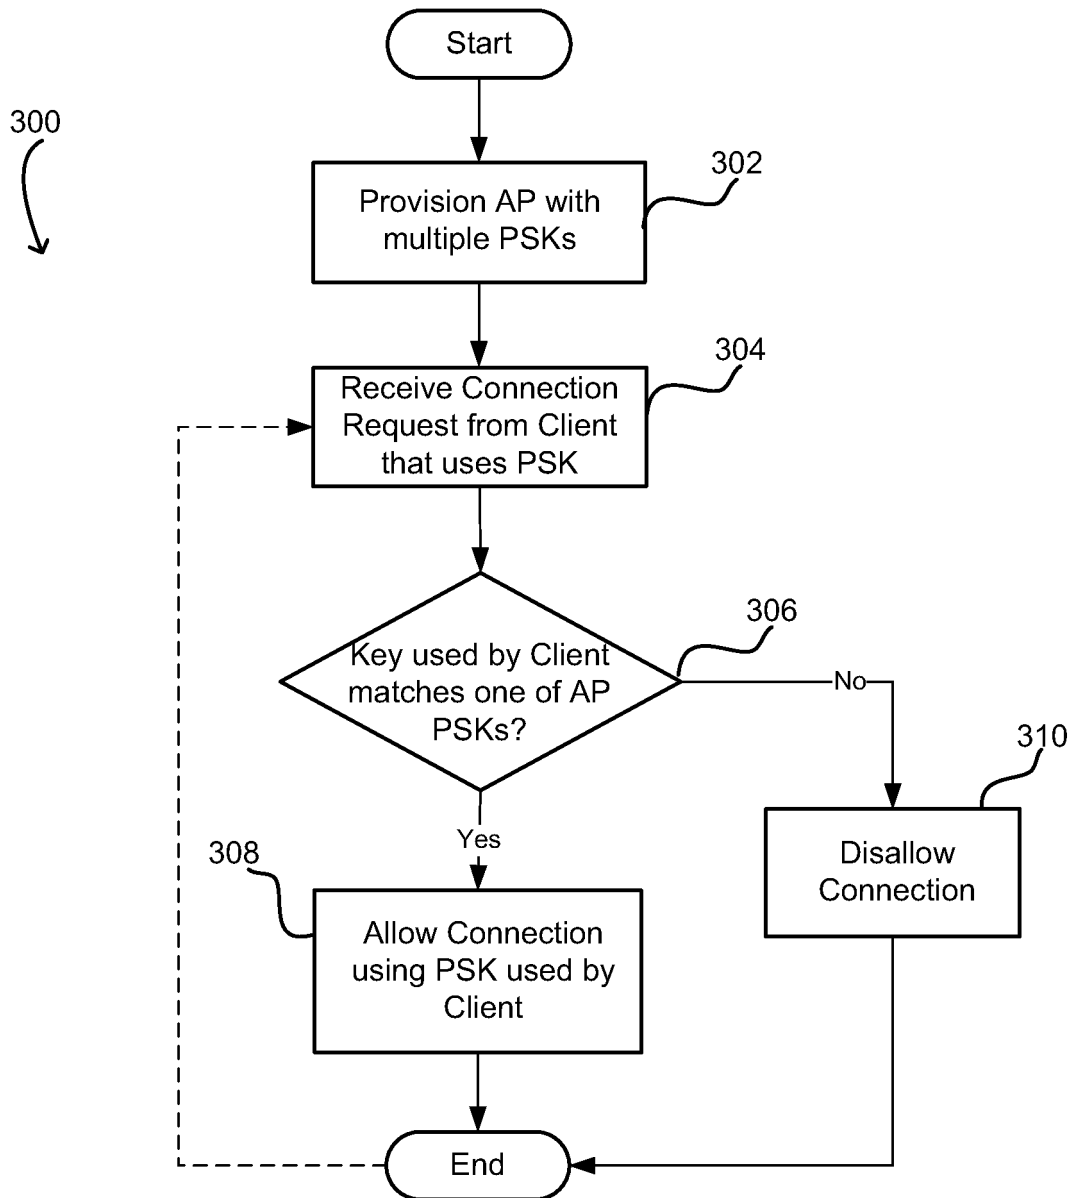 Start
300
302
Provision AP with
multiple PSKs
304
Receive Connection
Request from Client
that uses PSK
306
Key used by Client
matches one of AP
PSKs?
No
310
Yes
Disallow
Connection
308
Allow Connection
using PSK used by
Client
End